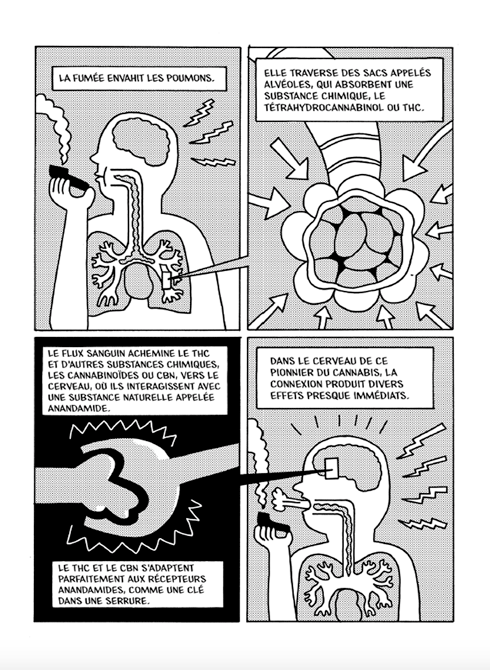 LA FUMÉE ENVAHIT LES POUMONS.
ELLE TRAVERSE DES SACS APPELÉS
ALVÉOLES, QUI ABSORBENT UNE
SUBSTANCE CHIMIQUE, LE
TÉTRAHYDROCANNABINOL OU THC.
LE FLUX SANGUIN ACHEMINE LE THC
ET D'AUTRES SUBSTANCES CHIMIQUES,
LES CANNABINOÏDES OU CBN, VERS LE
CERVEAU, OÙ ILS INTERAGISSENT AVEC
UNE SUBSTANCE NATURELLE APPELÉE
ANANDAMIDE.
LE THC ET LE CBN S'ADAPTENT
PARFAITEMENT AUX RÉCEPTEURS
ANANDAMIDES, COMME UNE CLÉ
DANS UNE SERRURE.
DANS LE CERVEAU DE CE
PIONNIER DU CANNABIS, LA
CONNEXION PRODUIT DIVERS
EFFETS PRESQUE IMMÉDIATS.